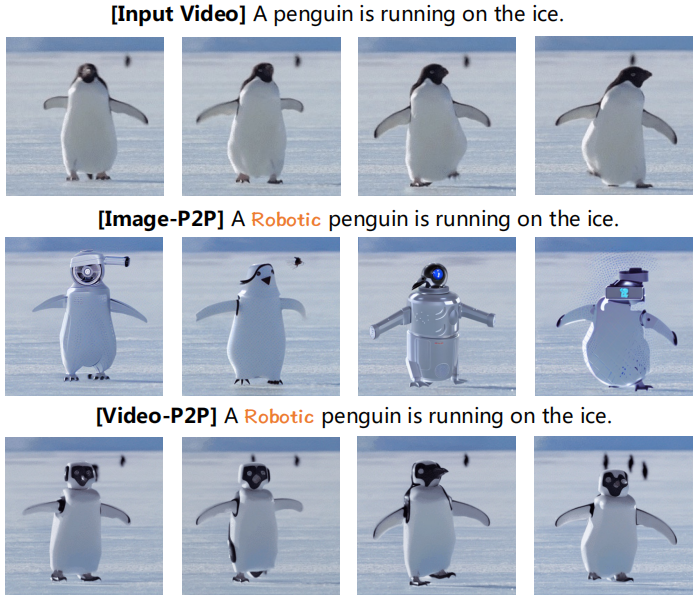 [Input Video] A penguin is running on the ice.
[Image-P2P] A Robotic penguin is running on the ice.
[Video-P2P] A Robotic penguin is running on the ice.